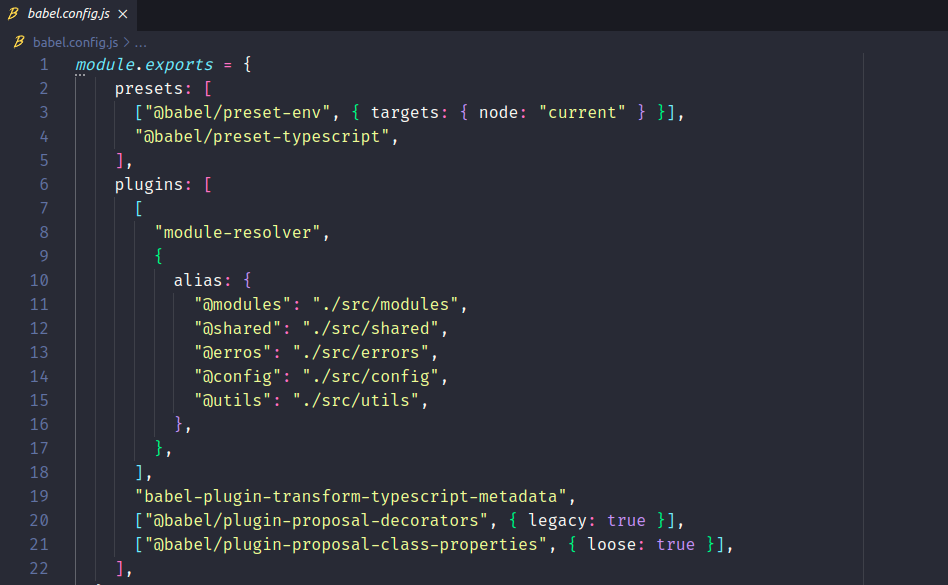 babel.config.js ×
babel.config.js > ...
1 module.exports = {
2 presets: [
3 ["@babel/preset-env", { targets: { node: "current" } }],
4 "@babel/preset-typescript",
5 ],
6 plugins: [
7 [
8 "module-resolver",
9 {
10 alias: {
11 "@modules": "./src/modules",
12 "@shared": "./src/shared",
13 "@erros": "./src/errors",
14 "@config": "./src/config",
15 "@utils": "./src/utils",
16 },
17 },
18 ],
19 "babel-plugin-transform-typescript-metadata",
20 ["@babel/plugin-proposal-decorators", { legacy: true }],
21 ["@babel/plugin-proposal-class-properties", { loose: true }],
22 ],